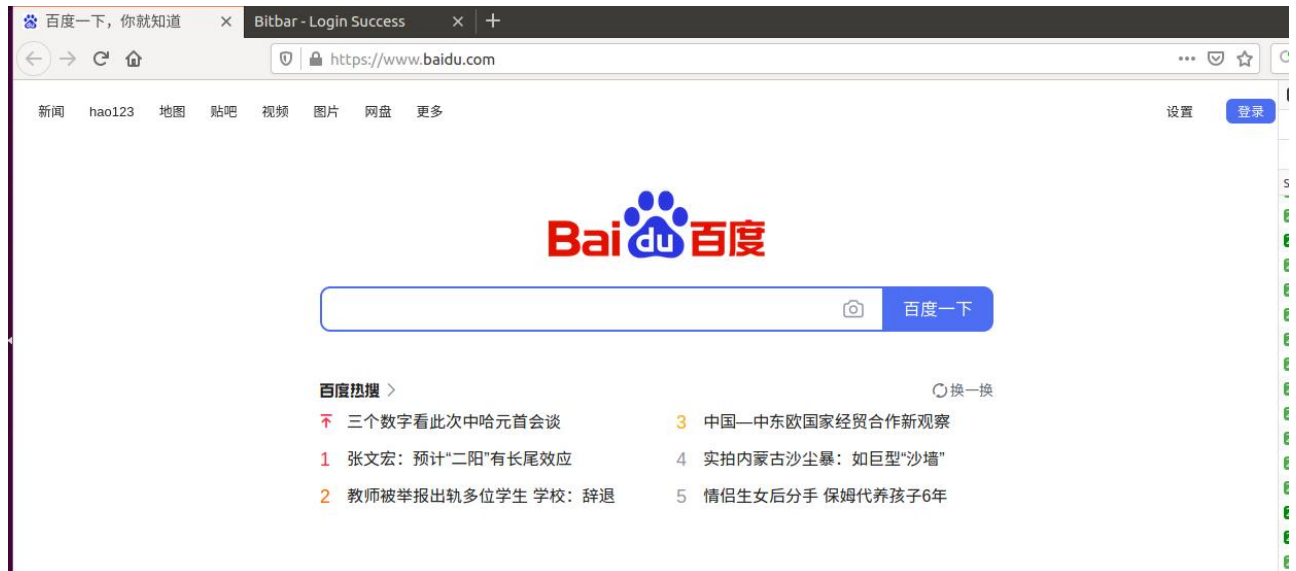 百度一下，你就知道 Bitbar - Login Success
https://www.baidu.com
新闻 hao123 地图 贴吧 视频 图片 网盘 更多 设置 登录
Bai du 百度
百度一下
百度热搜 换一换
三个数字看此次中哈元首会谈
1 张文宏：预计“二阳”有长尾效应
2 教师被举报出轨多位学生 学校：辞退
3 中国—中东欧国家经贸合作新观察
4 实拍内蒙古沙尘暴：如巨型“沙墙”
5 情侣生女后分手 保姆代养孩子6年